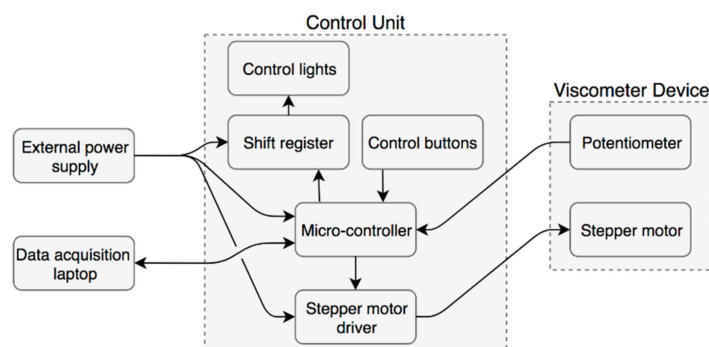 Control Unit
Control lights
Viscometer Device
External power
supply
Shift register
Control buttons
Potentiometer
Data acquisition
laptop
Micro-controller
Stepper motor
Stepper motor
driver